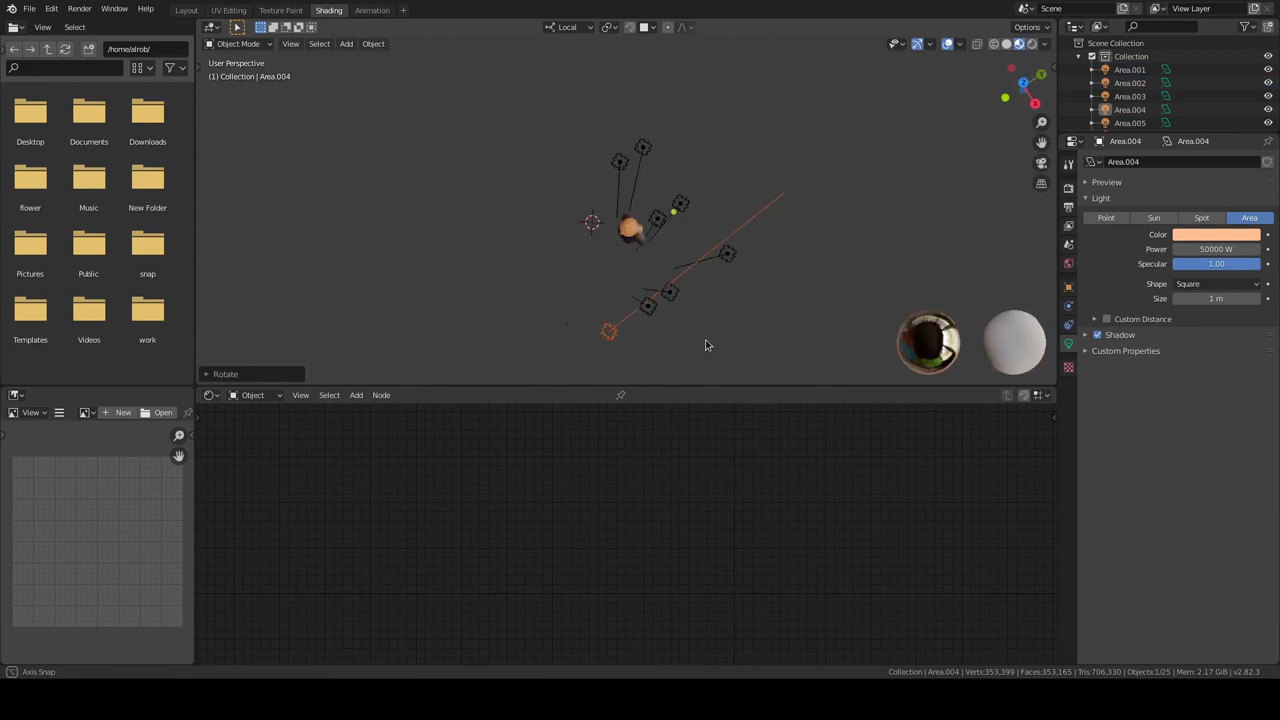 File Edit Render Window Help Layout UV Editing Texture Paint Shading Animation + Scene View Layer
View Select Local Options
/home/alrob/ Object Mode View Select Add Object
User Perspective
(1) Collection | Area.004
Scene Collection
Collection
Area.001
Area.002
Area.003
Area.004
Area.005
Desktop Documents Downloads
flower Music New Folder
Pictures Public snap
Templates Videos work
X
Y
Z
Area.004 Area.004
Area.004
Preview
Light
Point Sun Spot Area
Color
Power 50000 W
Specular 1.00
Shape Square
Size 1 m
Custom Distance
Shadow
Custom Properties
Rotate
Object View Select Add Node
View New Open
Axis Snap
Collection | Area.004 | Verts:353,399 | Faces:353,165 | Tris:706,330 | Objects:1/25 | Mem: 2.17 GiB | v2.82.3